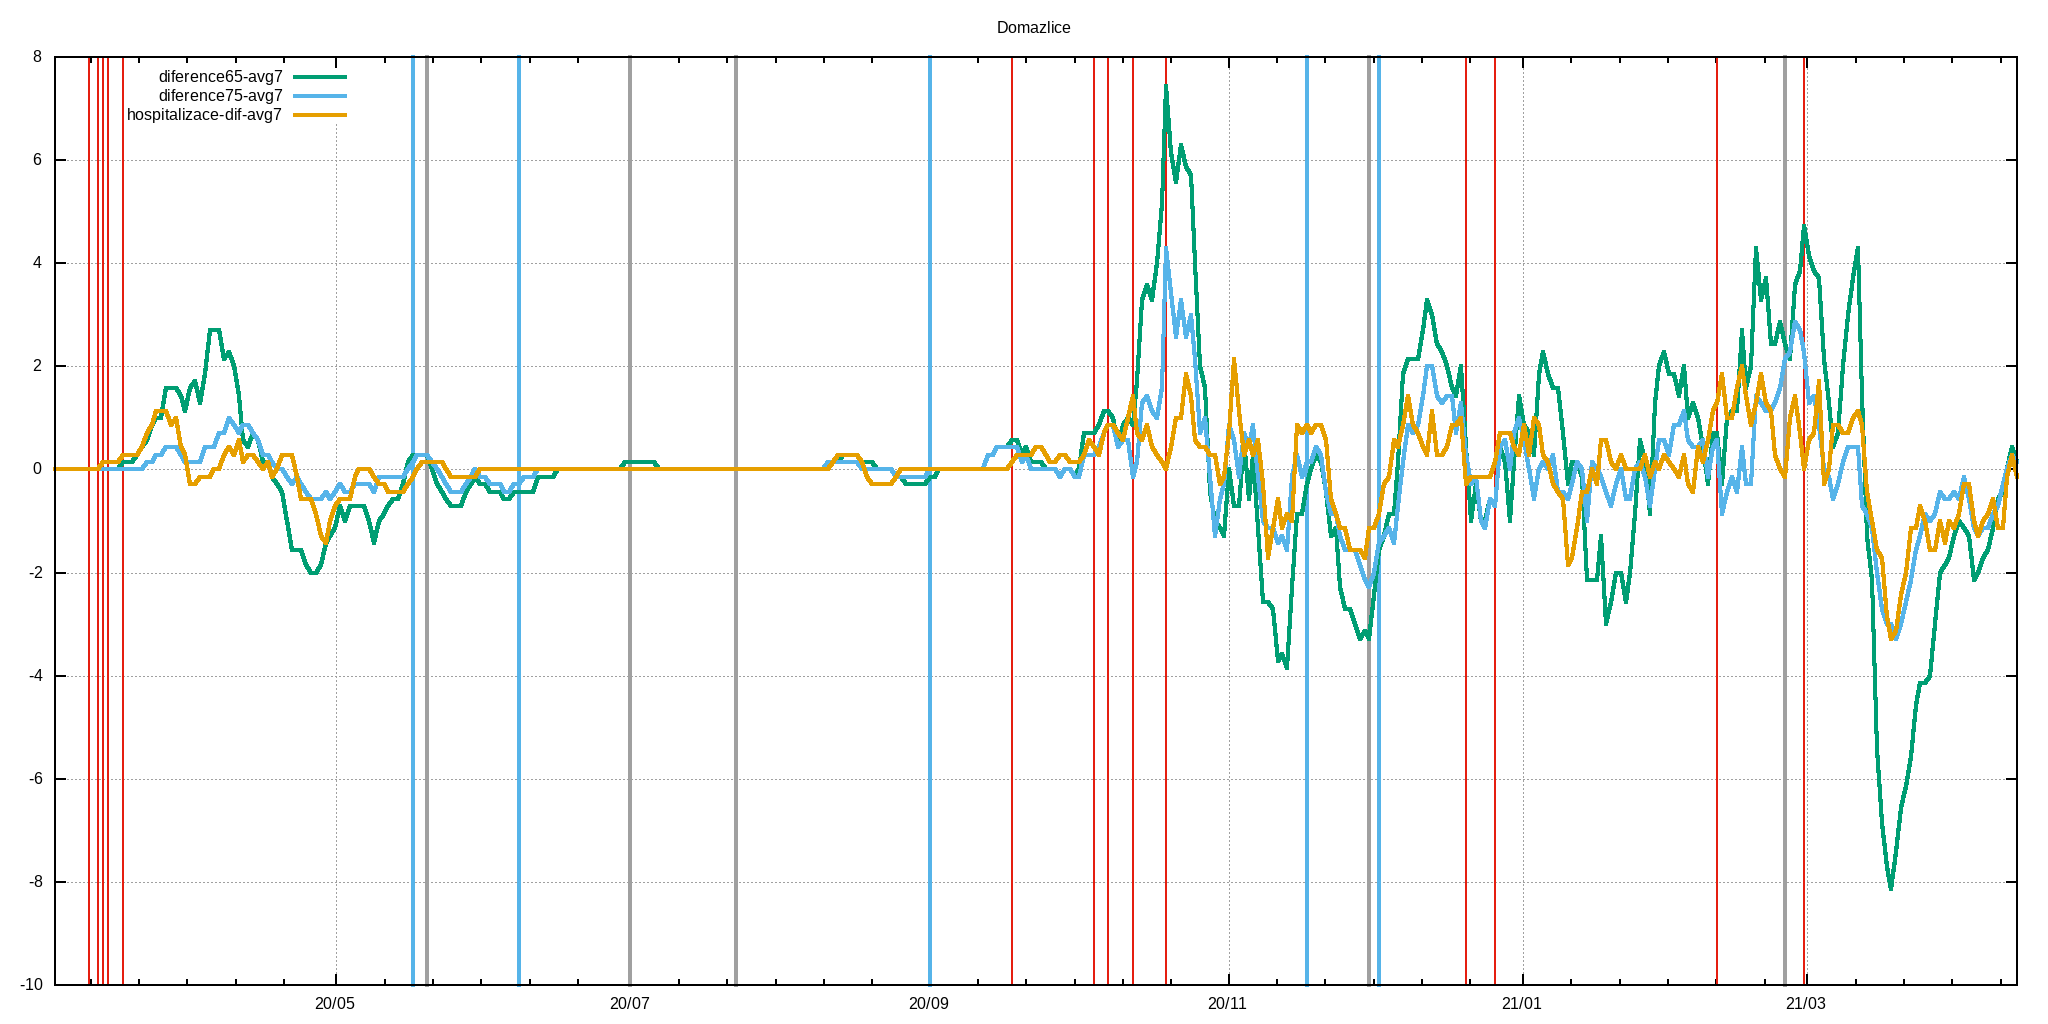 Domazlice
8
diference65-avg7
diference75-avg7
hospitalizace-dif-avg7
6
4
2
0
-2
-4
-6
-8
-10
20/05 20/07 20/09 20/11 21/01 21/03